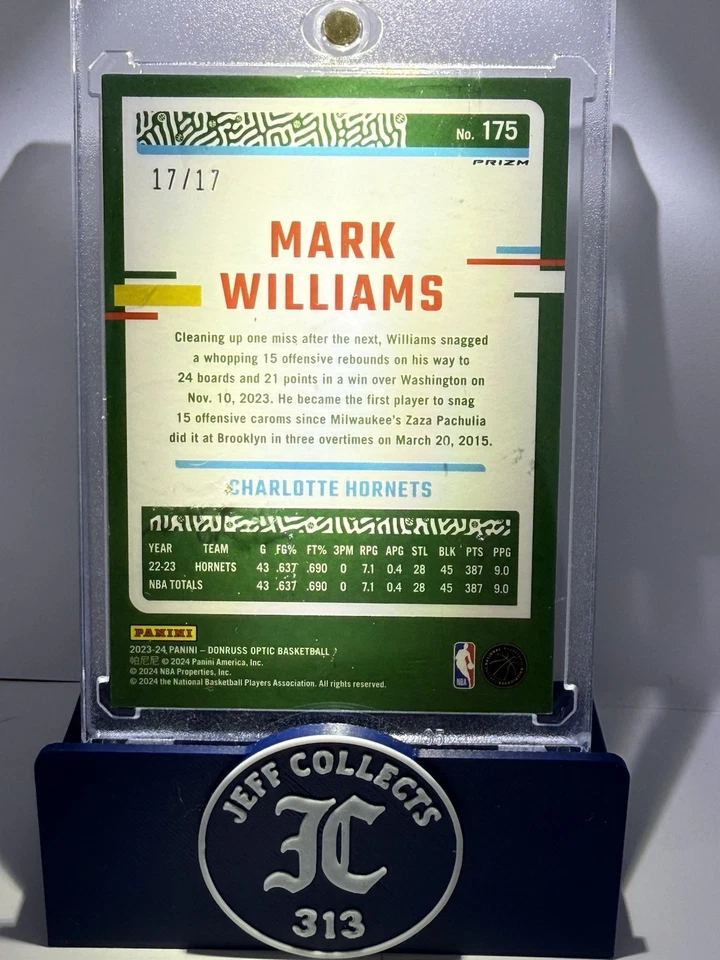 No. 175
PRIZM
17/17
MARK
WILLIAMS
Cleaning up one miss after the next, Williams snagged
a whopping 15 offensive rebounds on his way to
24 boards and 21 points in a win over Washington on
Nov. 10, 2023. He became the first player to snag
15 offensive caroms since Milwaukee's Zaza Pachulia
did it at Brooklyn in three overtimes on March 20, 2015.
CHARLOTTE HORNETS
YEAR TEAM G FG% FT% 3PM RPG APG STL BLK PTS PPG
22-23 HORNETS 43 .637 .690 0 7.1 0.4 28 45 387 9.0
NBA TOTALS 43 .637 .690 0 7.1 0.4 28 45 387 9.0
PANINI
2023-24 PANINI – DONRUSS OPTIC BASKETBALL
帕尼尼 © 2024 Panini America, Inc.
© 2024 NBA Properties, Inc.
© 2024 the National Basketball Players Association. All rights reserved.
NBA
JEFF COLLECTS
JC
313